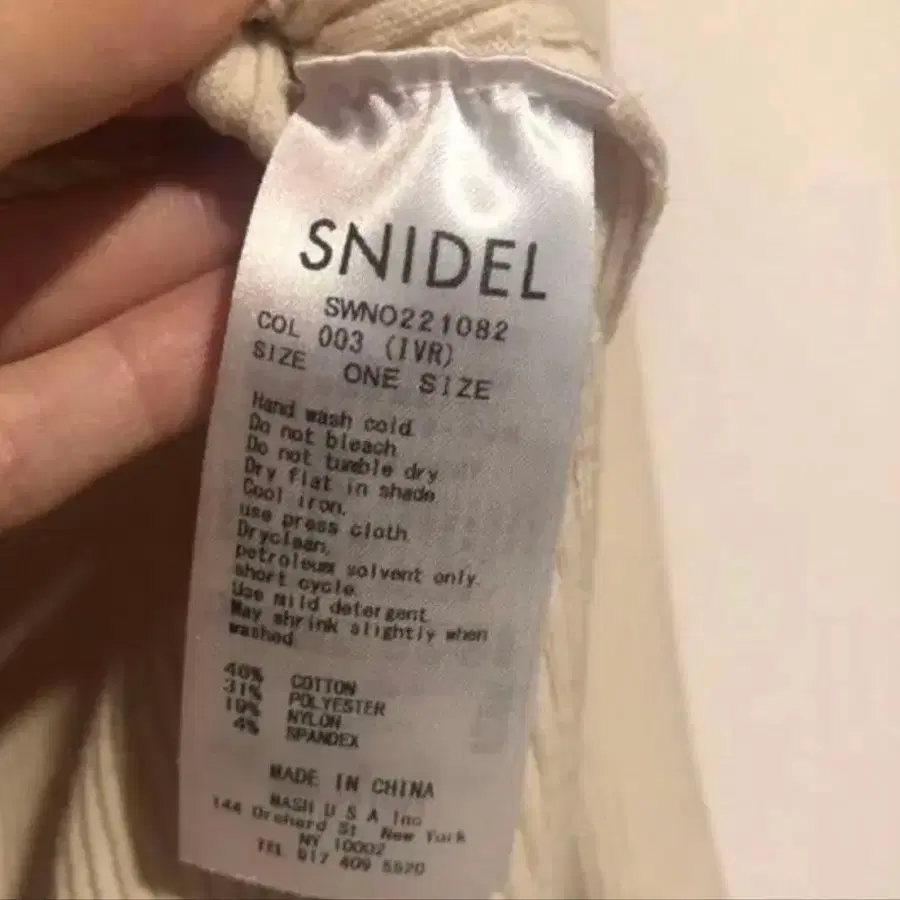 SNIDEL
SWNO221082
COL 003 (IVR)
SIZE ONE SIZE
Hand wash cold.
Do not bleach
Do not tumble dry
Dry flat in shade
Cool iron.
use press cloth
Dryclean,
petroleum solvent only.
short cycle.
Use mild detergent
May shrink slightly when
washed
COTTON
31% POLYESTER
NYLON
4% SPANDEX
MADE IN CHINA
MASH U S A Inc
144 Orchard St New York
NY 10002
TEL 917 409 5520